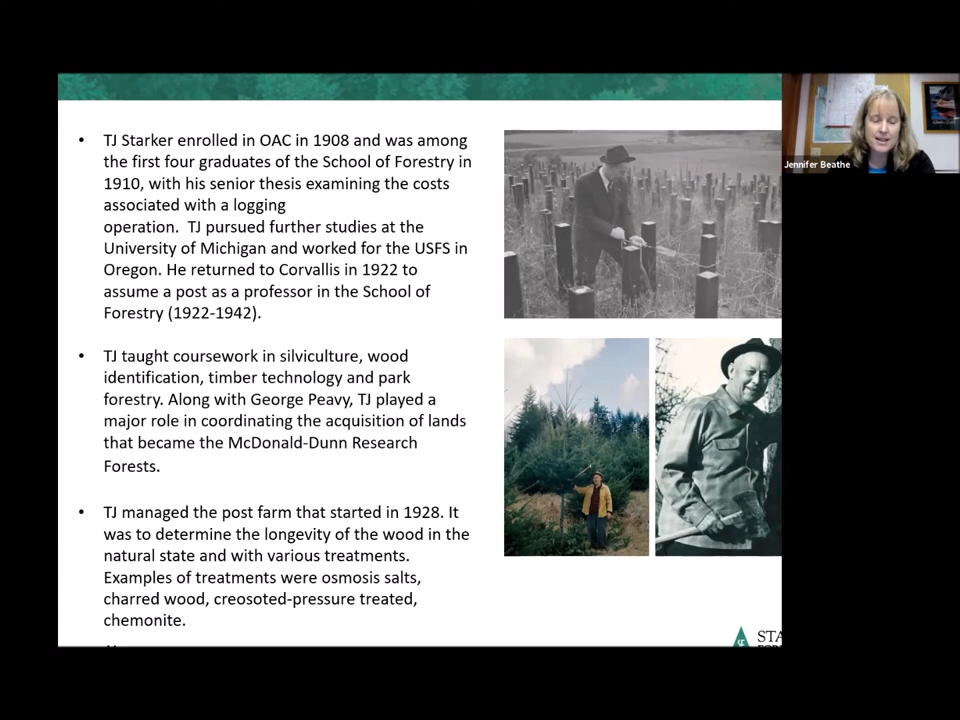 • TJ Starker enrolled in OAC in 1908 and was among
the first four graduates of the School of Forestry in
1910, with his senior thesis examining the costs
associated with a logging
operation.  TJ pursued further studies at the
University of Michigan and worked for the USFS in
Oregon. He returned to Corvallis in 1922 to
assume a post as a professor in the School of
Forestry (1922-1942).
• TJ taught coursework in silviculture, wood
identification, timber technology and park
forestry. Along with George Peavy, TJ played a
major role in coordinating the acquisition of lands
that became the McDonald-Dunn Research
Forests.
• TJ managed the post farm that started in 1928. It
was to determine the longevity of the wood in the
natural state and with various treatments.
Examples of treatments were osmosis salts,
charred wood, creosoted-pressure treated,
chemonite.
Jennifer Beathe
STA